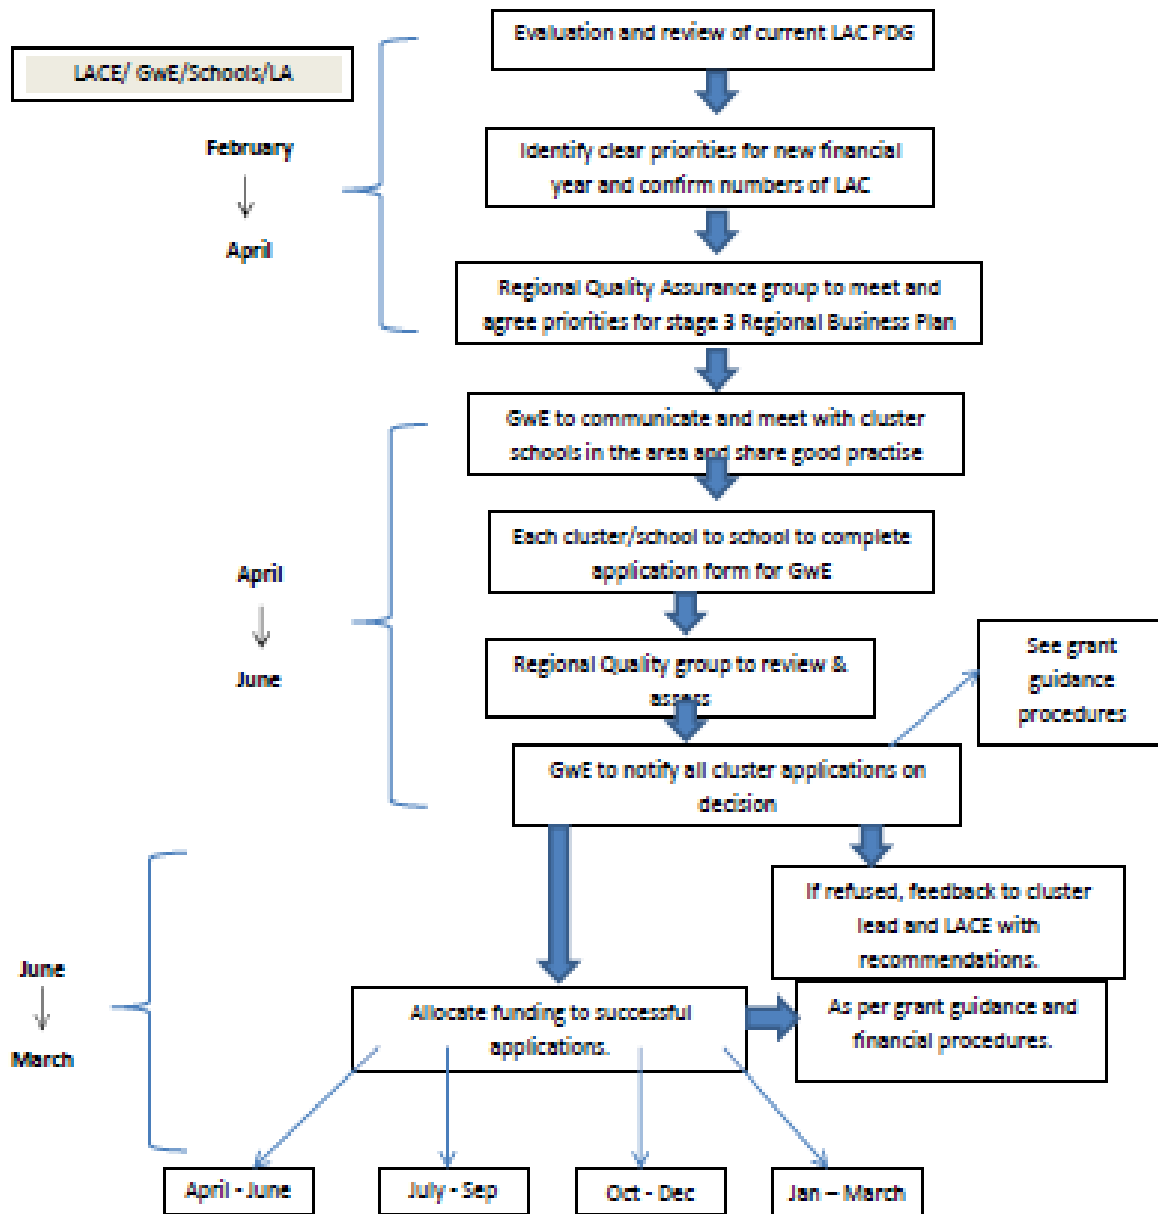 Evaluation and review of current LAC PDG
LACE/ GwE/Schools/LA
February
April
Identify clear priorities for new financial
year and confirm numbers of LAC
Regional Quality Assurance group to meet and
agree priorities for stage 3 Regional Business Plan
GwE to communicate and meet with cluster
schools in the area and share good practise
April
June
Each cluster/school to school to complete
application form for GwE
Regional Quality group to review &
assess
See grant
guidance
procedures
GwE to notify all cluster applications on
decision
If refused, feedback to cluster
lead and LACE with
recommendations.
June
March
Allocate funding to successful
applications.
As per grant guidance and
financial procedures.
April - June
July - Sep
Oct - Dec
Jan – March